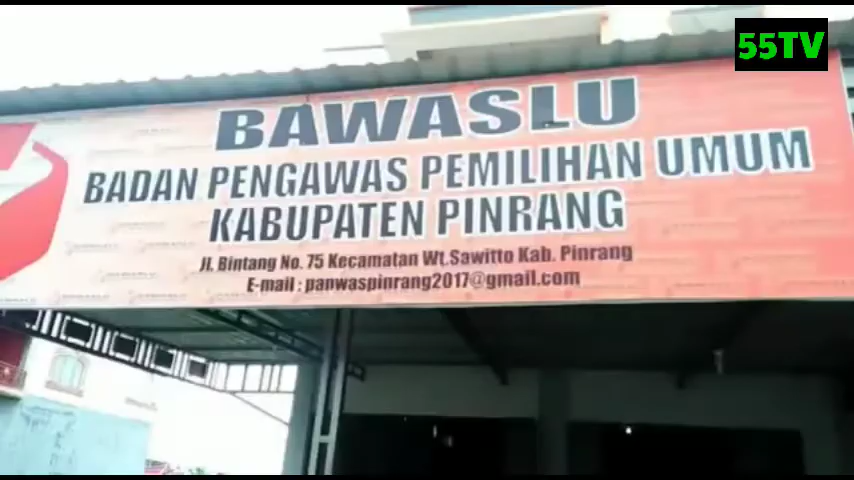 55TV
BAWASLU
BADAN PENGAWAS PEMILIHAN UMUM
KABUPATEN PINRANG
Jl. Bintang No. 75 Kecamatan Wt.Sawitto Kab. Pinrang
E-mail : panwaspinrang2017@gmail.com